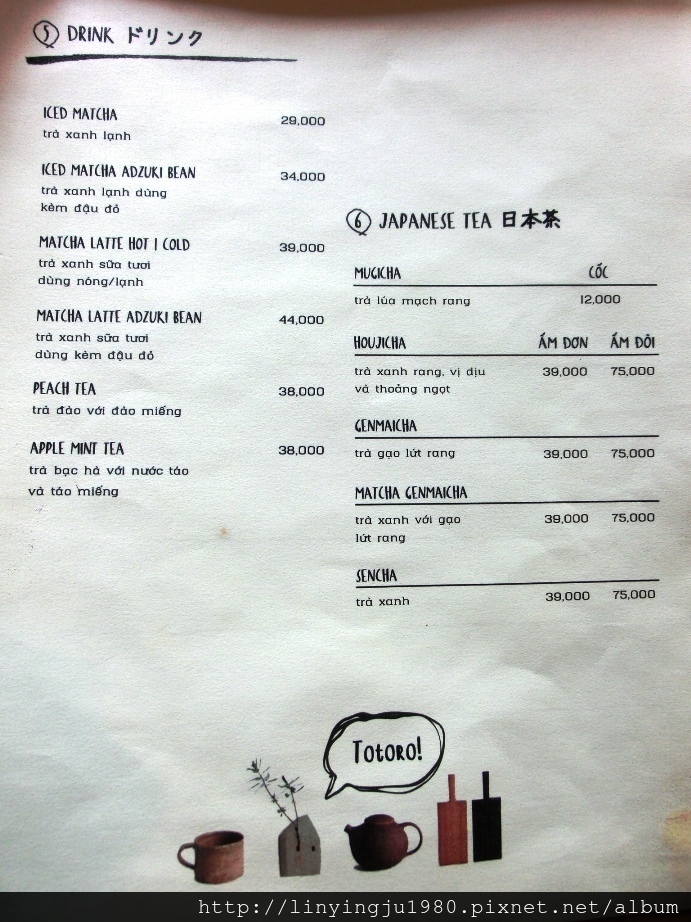 5 DRINK ドリンク
ICED MATCHA 29,000
trà xanh lạnh
ICED MATCHA ADZUKI BEAN 34,000
trà xanh lạnh dùng
kèm đậu đỏ
MATCHA LATTE HOT | COLD 39,000
trà xanh sữa tươi
dùng nóng/lạnh
MATCHA LATTE ADZUKI BEAN 44,000
trà xanh sữa tươi
dùng kèm đậu đỏ
PEACH TEA 38,000
trà đào với đào miếng
APPLE MINT TEA 38,000
trà bạc hà với nước táo
và táo miếng
6 JAPANESE TEA 日本茶
MUGICHA CỐC
trà lúa mạch rang 12,000
HOUJICHA ẤM ĐƠN ẤM ĐÔI
trà xanh rang, vị dịu 39,000 75,000
và thoảng ngọt
GENMAICHA
trà gạo lứt rang 39,000 75,000
MATCHA GENMAICHA
trà xanh với gạo 39,000 75,000
lứt rang
SENCHA
trà xanh 39,000 75,000
Totoro!
http://linyingju1980.pixnet.net/album